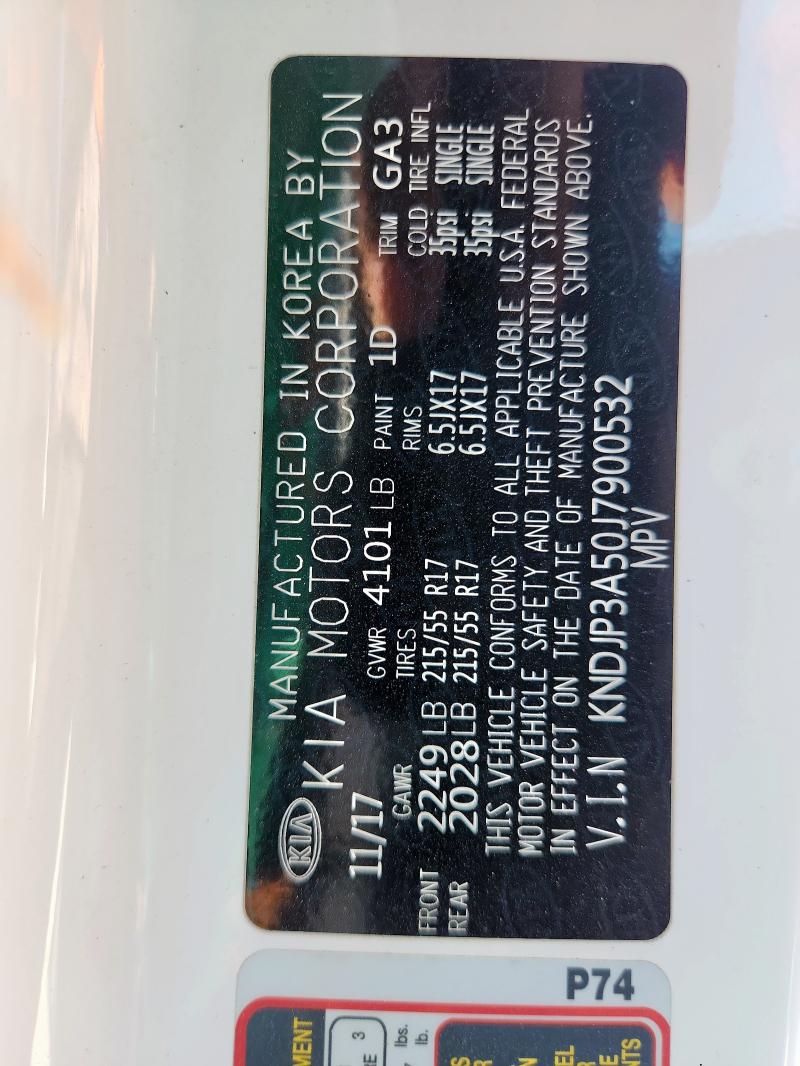 KIA
MANUFACTURED IN KOREA BY
KIA MOTORS CORPORATION
11/17 GVWR 4101 LB PAINT 1D TRIM GA3
GAWR TIRES RIMS COLD TIRE INFL
FRONT 2249 LB 215/55 R17 6.5JX17 35psi SINGLE
REAR 2028 LB 215/55 R17 6.5JX17 35psi SINGLE
THIS VEHICLE CONFORMS TO ALL APPLICABLE U.S.A. FEDERAL
MOTOR VEHICLE SAFETY AND THEFT PREVENTION STANDARDS
IN EFFECT ON THE DATE OF MANUFACTURE SHOWN ABOVE.
V.I.N KNDJP3A50J7900532
MPV
P74
3
lbs.
lb.